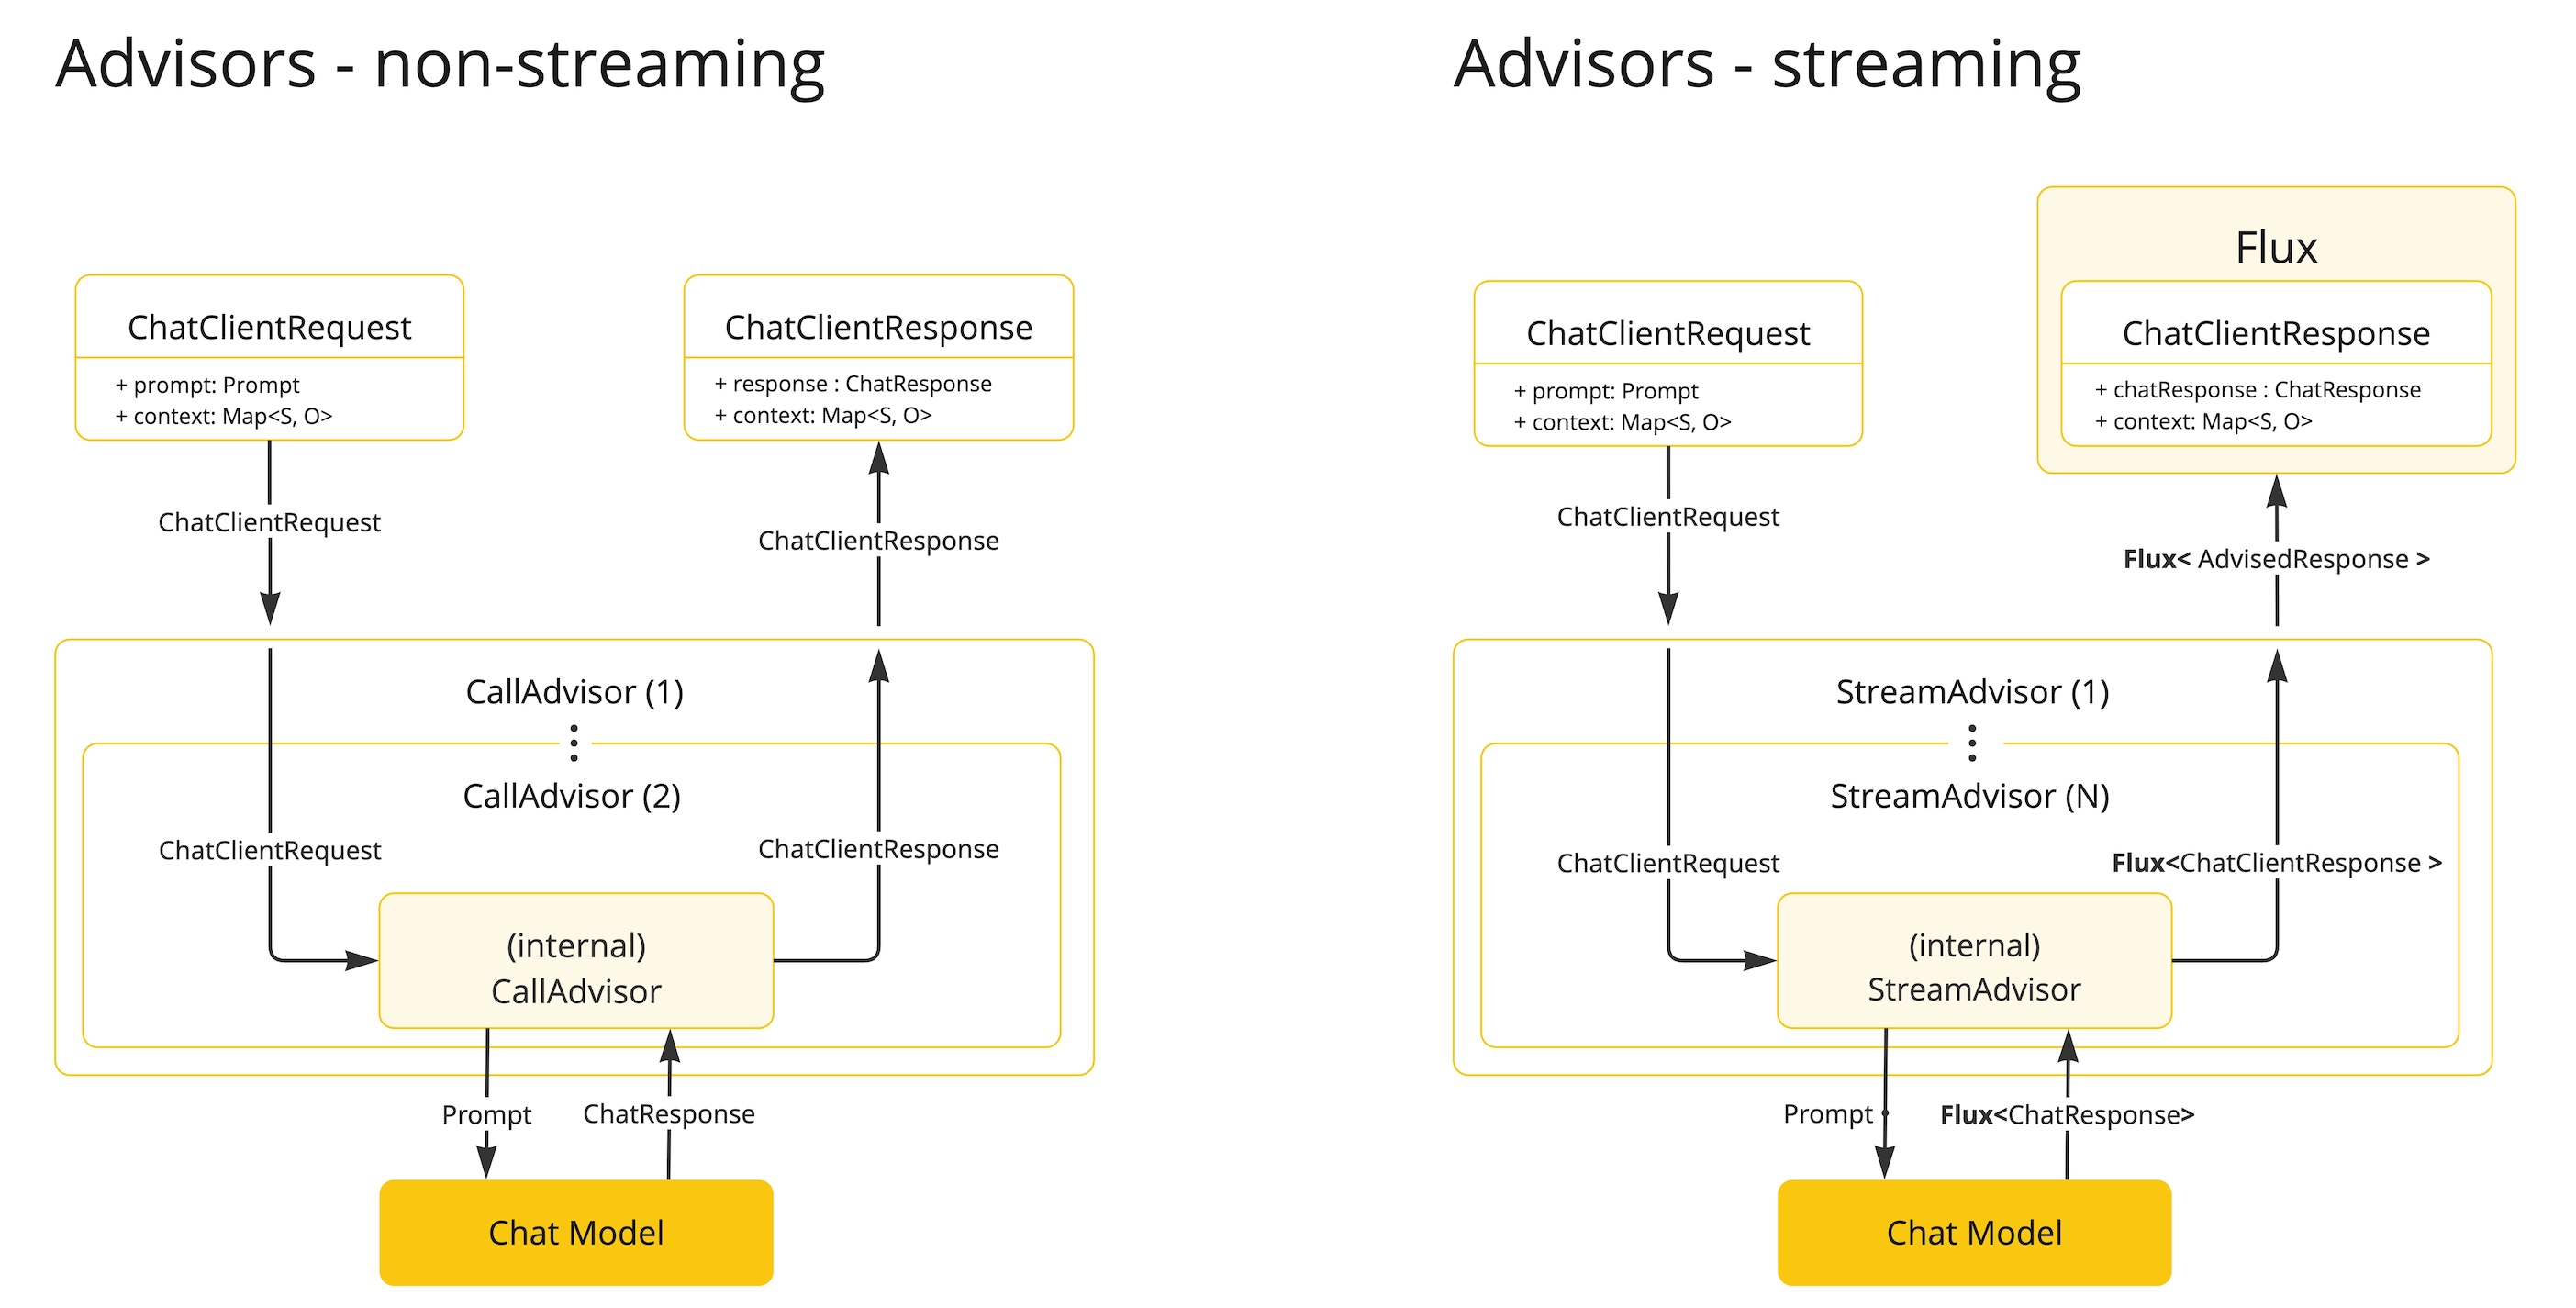 Advisors - non-streaming
ChatClientRequest
+ prompt: Prompt
+ context: Map<S, O>
ChatClientResponse
+ response : ChatResponse
+ context: Map<S, O>
ChatClientRequest
ChatClientResponse
CallAdvisor (1)
CallAdvisor (2)
ChatClientRequest
ChatClientResponse
(internal)
CallAdvisor
Prompt
ChatResponse
Chat Model
Advisors - streaming
Flux
ChatClientRequest
+ prompt: Prompt
+ context: Map<S, O>
ChatClientResponse
+ chatResponse : ChatResponse
+ context: Map<S, O>
ChatClientRequest
Flux< AdvisedResponse >
StreamAdvisor (1)
StreamAdvisor (N)
ChatClientRequest
Flux<ChatClientResponse >
(internal)
StreamAdvisor
Prompt
Flux<ChatResponse>
Chat Model